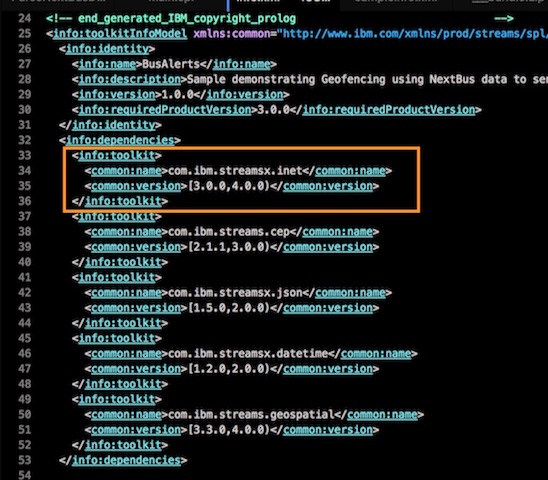 24 <!-- end_generated_IBM_copyright_prolog -->
25 <info:toolkitInfoModel xmlns:common="http://www.ibm.com/xmlns/prod/streams/spl/
26 <info:identity>
27 <info:name>BusAlerts</info:name>
28 <info:description>Sample demonstrating Geofencing using NextBus data to sen
29 <info:version>1.0.0</info:version>
30 <info:requiredProductVersion>3.0.0</info:requiredProductVersion>
31 </info:identity>
32 <info:dependencies>
33 <info:toolkit>
34 <common:name>com.ibm.streamsx.inet</common:name>
35 <common:version>[3.0.0,4.0.0)</common:version>
36 </info:toolkit>
37 <info:toolkit>
38 <common:name>com.ibm.streams.cep</common:name>
39 <common:version>[2.1.1,3.0.0)</common:version>
40 </info:toolkit>
41 <info:toolkit>
42 <common:name>com.ibm.streamsx.json</common:name>
43 <common:version>[1.5.0,2.0.0)</common:version>
44 </info:toolkit>
45 <info:toolkit>
46 <common:name>com.ibm.streamsx.datetime</common:name>
47 <common:version>[1.2.0,2.0.0)</common:version>
48 </info:toolkit>
49 <info:toolkit>
50 <common:name>com.ibm.streams.geospatial</common:name>
51 <common:version>[3.3.0,4.0.0)</common:version>
52 </info:toolkit>
53 </info:dependencies>
54